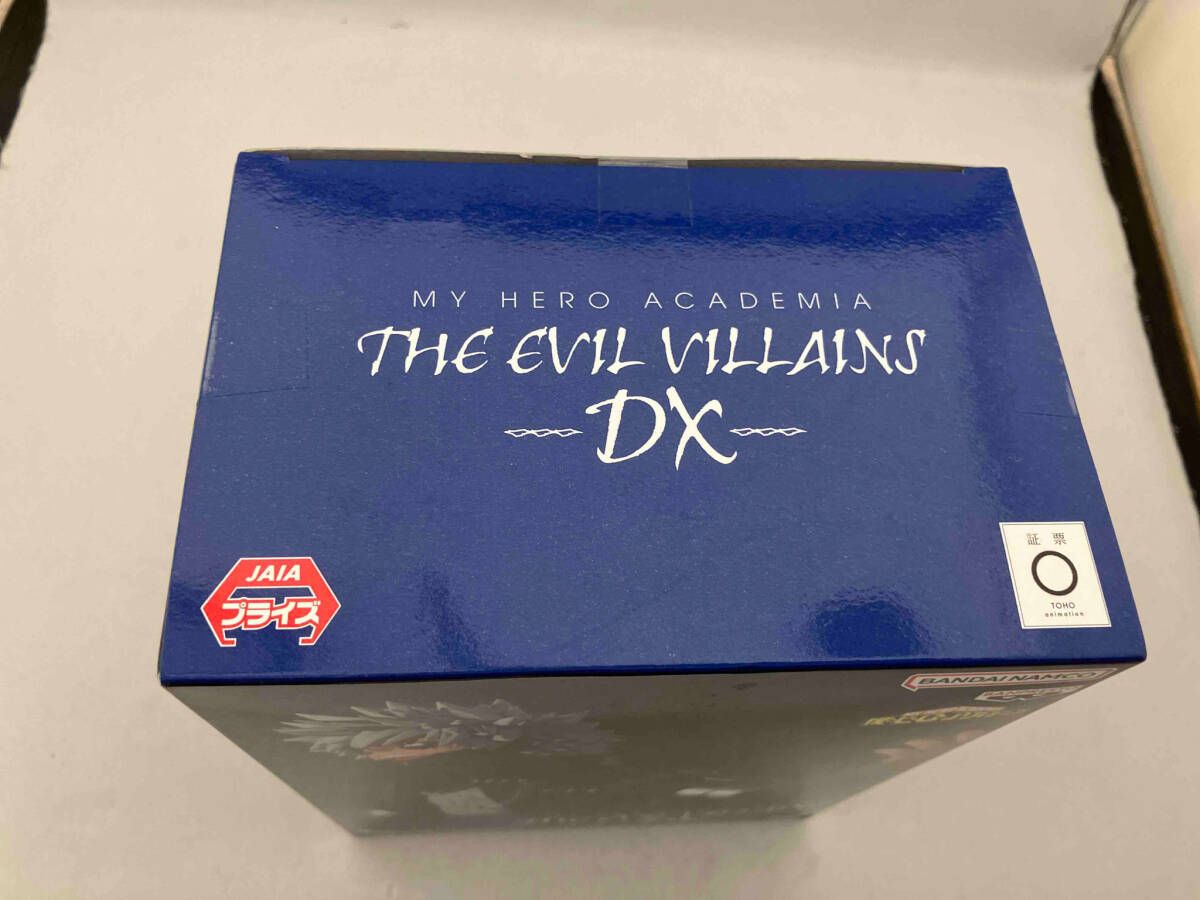 MY HERO ACADEMIA
THE EVIL VILLAINS
DX
JAIA
プライズ
証票
TOHO
animation
BANDAI NAMCO